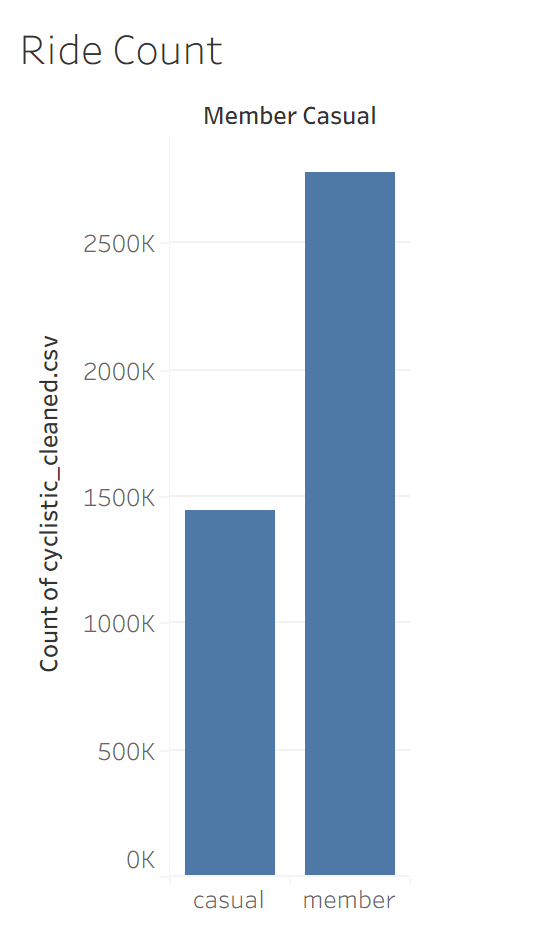 Ride Count
Member Casual
Count of cyclistic_cleaned.csv
2500K
2000K
1500K
1000K
500K
0K
casual
member